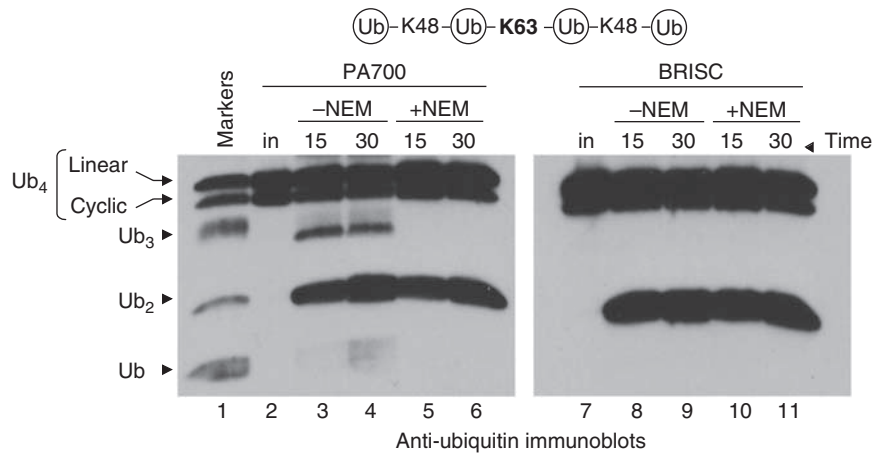 Ub K48 Ub K63 Ub K48 Ub
PA700 BRISC
Markers
–NEM +NEM –NEM +NEM
in 15 30 15 30 in 15 30 15 30 Time
Ub4 Linear
Cyclic
Ub3
Ub2
Ub
1 2 3 4 5 6 7 8 9 10 11
Anti-ubiquitin immunoblots